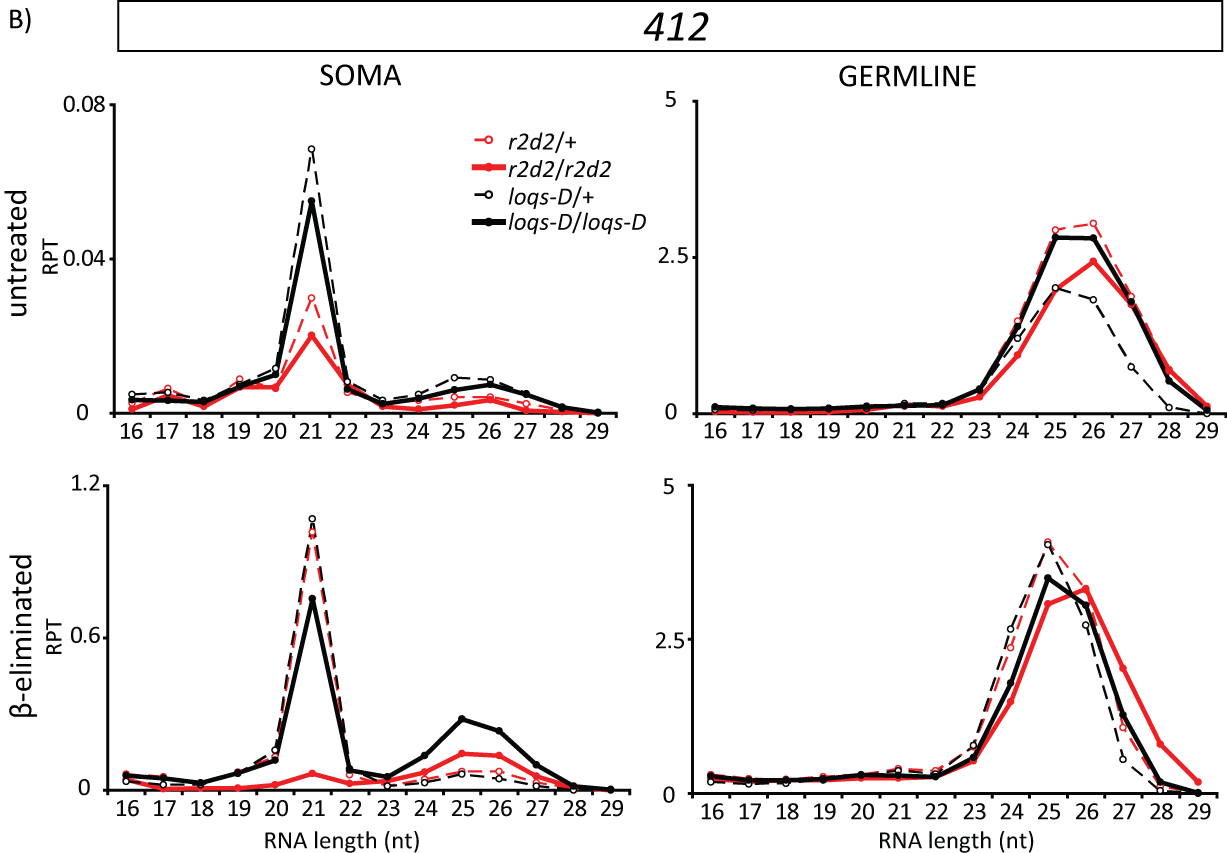 B)
412
SOMA
GERMLINE
untreated
RPT
0.08
0.04
0
r2d2/+
r2d2/r2d2
loqs-D/+
loqs-D/loqs-D
16 17 18 19 20 21 22 23 24 25 26 27 28 29
5
2.5
0
16 17 18 19 20 21 22 23 24 25 26 27 28 29
β-eliminated
RPT
1.2
0.6
0
16 17 18 19 20 21 22 23 24 25 26 27 28 29
RNA length (nt)
5
2.5
0
16 17 18 19 20 21 22 23 24 25 26 27 28 29
RNA length (nt)